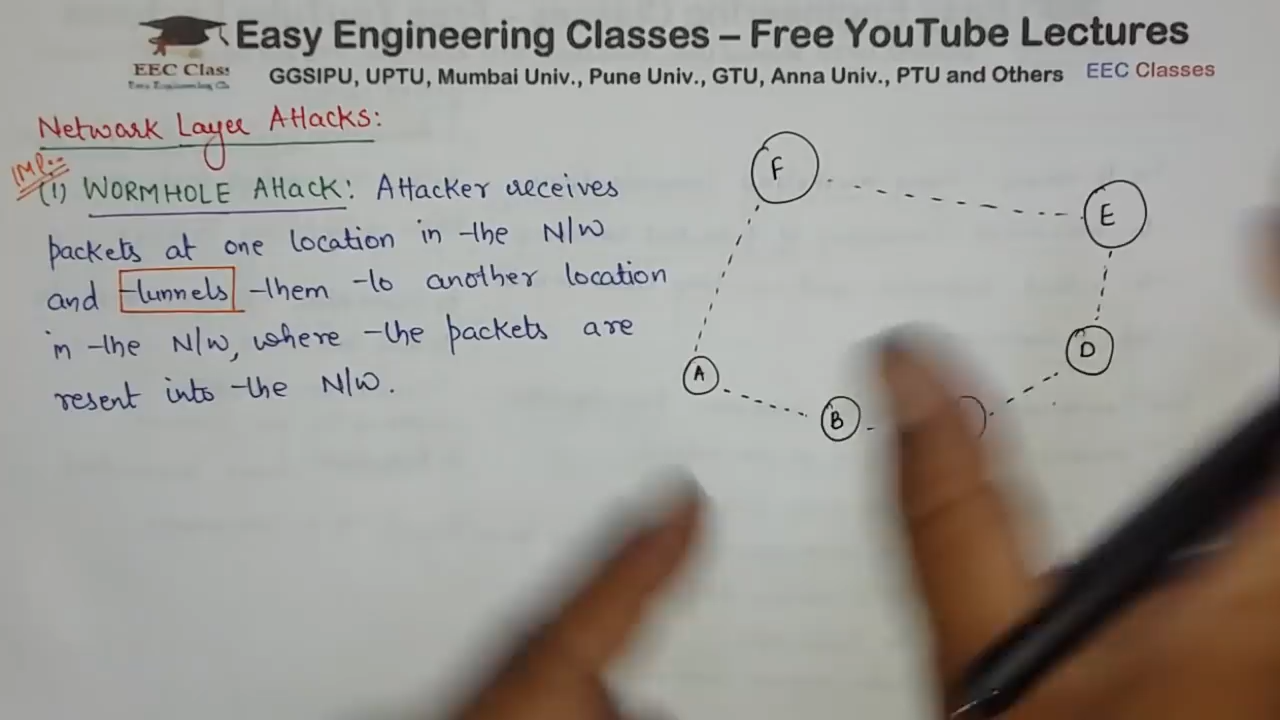 Easy Engineering Classes – Free YouTube Lectures
EEC Class
GGSIPU, UPTU, Mumbai Univ., Pune Univ., GTU, Anna Univ., PTU and Others
EEC Classes
Network Layer Attacks:
IMP..
(1) WORMHOLE Attack: Attacker receives
packets at one location in the N/W
and tunnels them to another location
in the N/W, where the packets are
resent into the N/W.
F
E
D
A
B